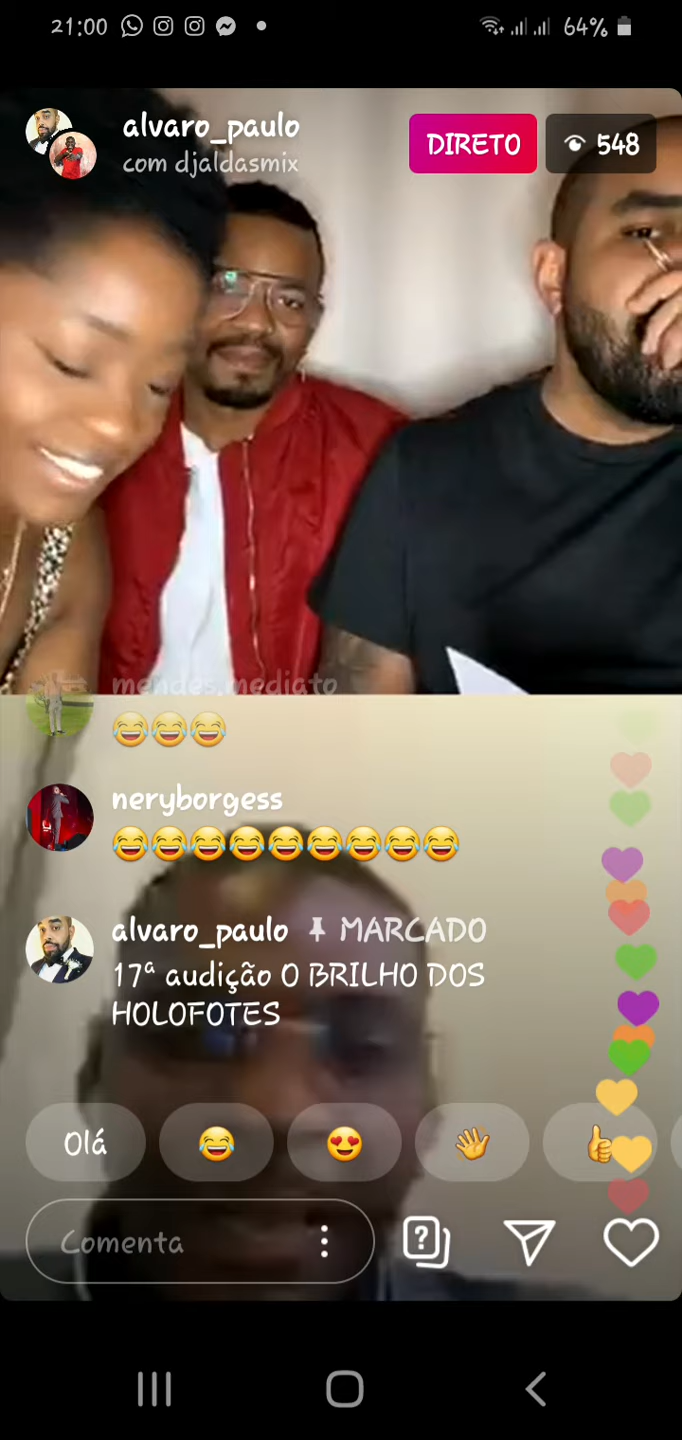 21:00
64%
alvaro_paulo
com djaldasmix
DIRETO
548
mendes.mediato
😂😂😂
neryborgess
😂😂😂😂😂😂😂😂😂
alvaro_paulo MARCADO
17ª audição O BRILHO DOS
HOLOFOTES
Olá
Comenta